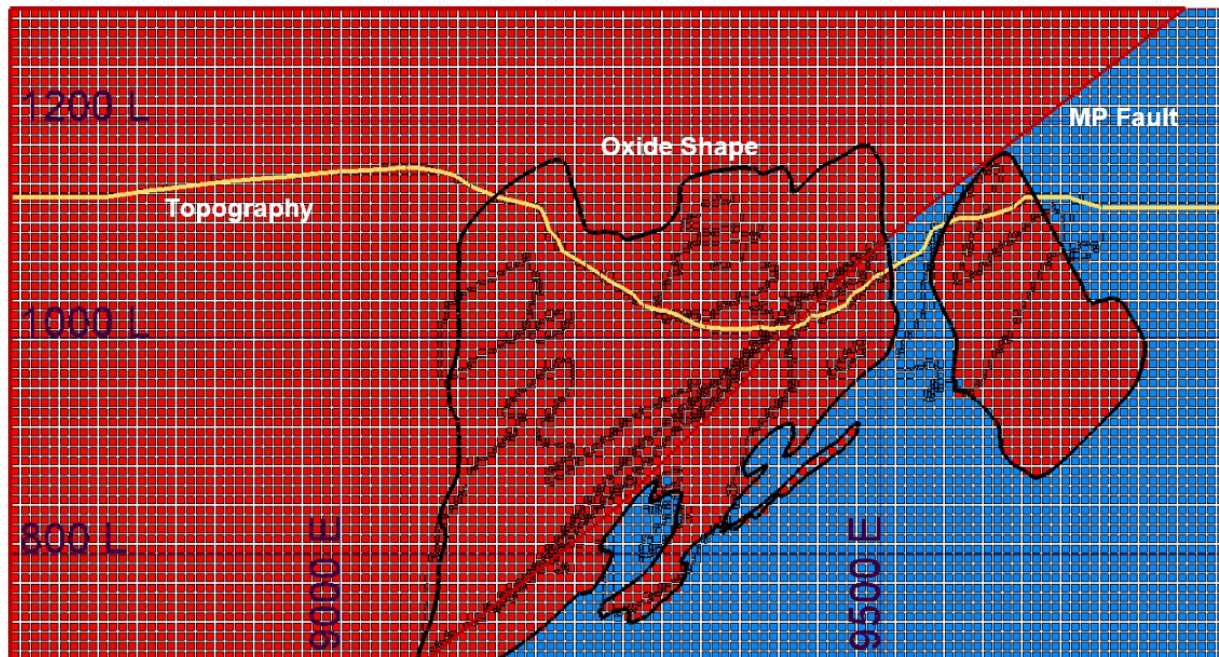 1200 L
MP Fault
Oxide Shape
Topography
1000 L
800 L
9000 E
9500 E